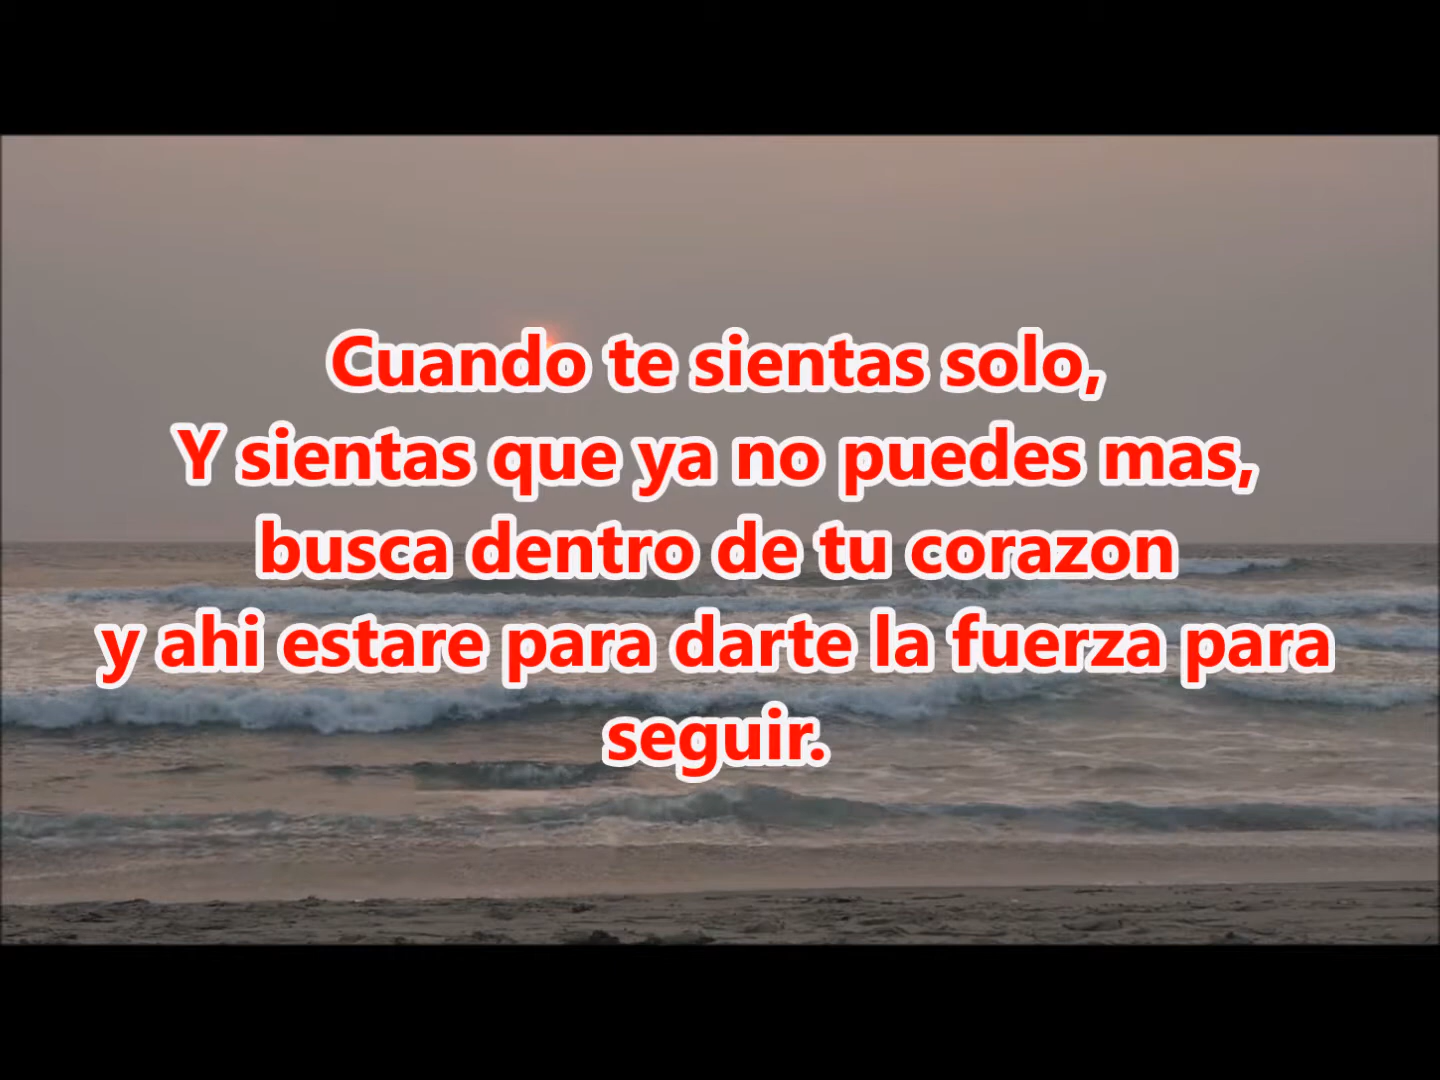 Cuando te sientas solo,
Y sientas que ya no puedes mas,
busca dentro de tu corazon
y ahi estare para darte la fuerza para
seguir.